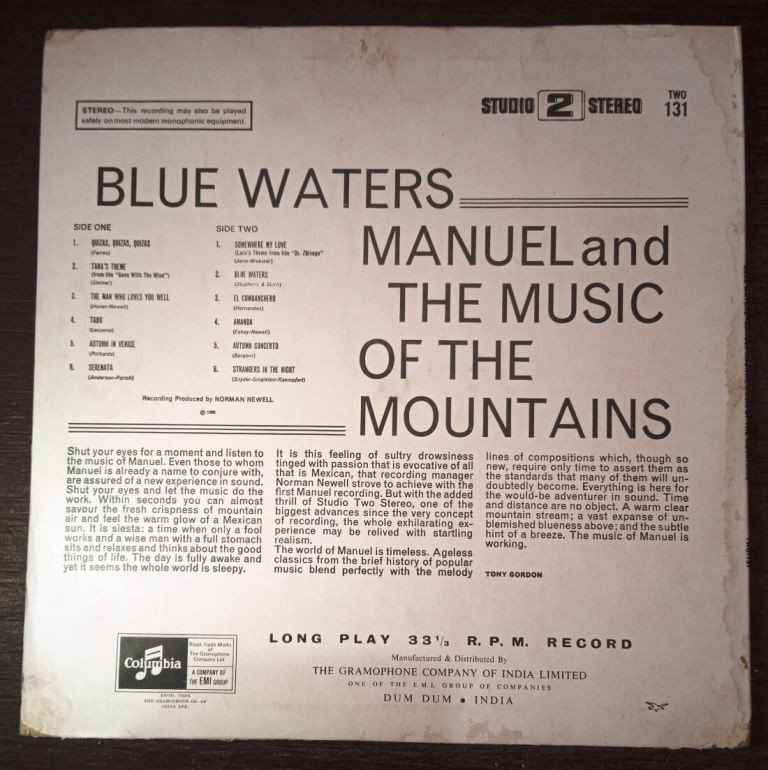 STEREO—This recording may also be played
safely on most modern monophonic equipment.
STUDIO 2 STEREO
TWO
131
BLUE WATERS
MANUEL and
THE MUSIC
OF THE
MOUNTAINS
SIDE ONE
1. QUIZAS, QUIZAS, QUIZAS
(Farres)
2. TARA'S THEME
(from film "Gone With The Wind")
(Steiner)
3. THE MAN WHO LOVES YOU WELL
(Horan-Newell)
4. TABU
(Lecuona)
5. AUTUMN IN VENICE
(Richards)
6. SERENATA
(Anderson-Parish)
SIDE TWO
1. SOMEWHERE MY LOVE
(Lara's Theme from film "Dr. Zhivago"
(Jarre-Webster)
2. BLUE WATERS
(Stephens & Stern)
3. EL CUMBANCHERO
(Hernandez)
4. AMANDA
(Fahey-Newell)
5. AUTUMN CONCERTO
(Bargoni)
6. STRANGERS IN THE NIGHT
(Snyder-Singleton-Kaempfert)
Recording Produced by NORMAN NEWELL
Shut your eyes for a moment and listen to
the music of Manuel. Even those to whom
Manuel is already a name to conjure with,
are assured of a new experience in sound.
Shut your eyes and let the music do the
work. Within seconds you can almost
savour the fresh crispness of mountain
air and feel the warm glow of a Mexican
sun. It is siesta: a time when only a fool
works and a wise man with a full stomach
sits and relaxes and thinks about the good
things of life. The day is fully awake and
yet it seems the whole world is sleepy.
It is this feeling of sultry drowsiness
tinged with passion that is evocative of all
that is Mexican, that recording manager
Norman Newell strove to achieve with the
first Manuel recording. But with the added
thrill of Studio Two Stereo, one of the
biggest advances since the very concept
of recording, the whole exhilarating ex-
perience may be relived with startling
realism.
The world of Manuel is timeless. Ageless
classics from the brief history of popular
music blend perfectly with the melody
lines of compositions which, though so
new, require only time to assert them as
the standards that many of them will un-
doubtedly become. Everything is here for
the would-be adventurer in sound. Time
and distance are no object. A warm clear
mountain stream; a vast expanse of un-
blemished blueness above; and the subtle
hint of a breeze. The music of Manuel is
working.
TONY GORDON
Columbia
Regd. Trade Marks
of
The Gramophone
Company Ltd
A COMPANY OF
THE EMI GROUP
REGD. USER
THE GRAMOPHONE CO. OF
INDIA LTD.
LONG PLAY 33 1/3 R.P.M. RECORD
Manufactured & Distributed By
THE GRAMOPHONE COMPANY OF INDIA LIMITED
ONE OF THE E.M.I. GROUP OF COMPANIES
DUM DUM • INDIA